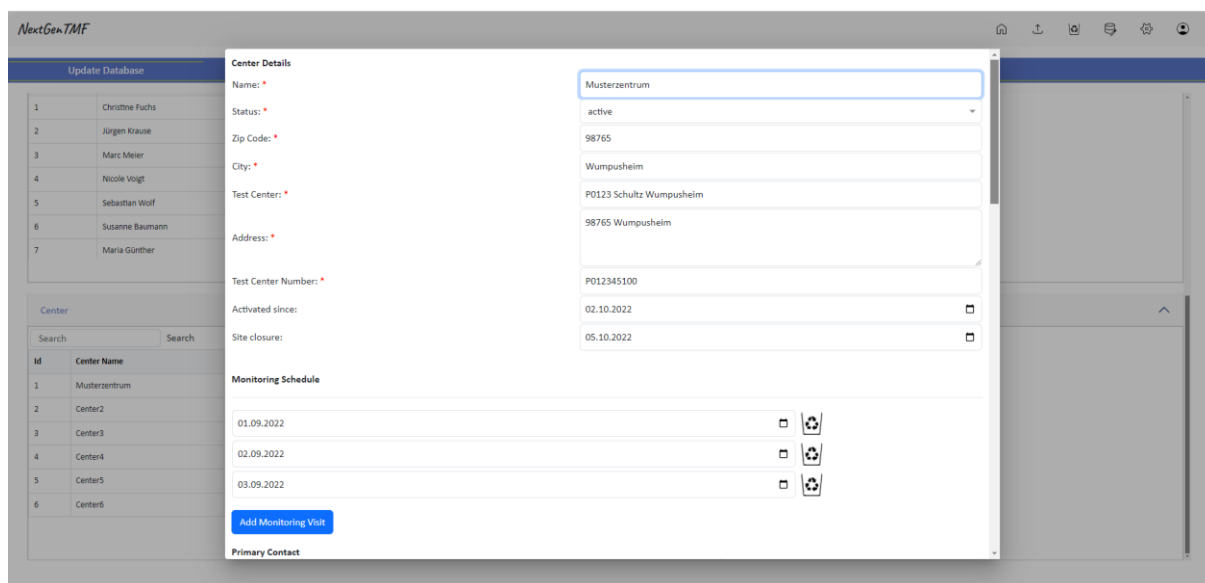 NextGenTMF
Update Database
1 Christine Fuchs
2 Jürgen Krause
3 Marc Meier
4 Nicole Voigt
5 Sebastian Wolf
6 Susanne Baumann
7 Maria Günther
Center
Search Search
Id Center Name
1 Musterzentrum
2 Center2
3 Center3
4 Center4
5 Center5
6 Center6
Center Details
Name: * Musterzentrum
Status: * active
Zip Code: * 98765
City: * Wumpusheim
Test Center: * P0123 Schultz Wumpusheim
Address: * 98765 Wumpusheim
Test Center Number: * P012345100
Activated since: 02.10.2022
Site closure: 05.10.2022
Monitoring Schedule
01.09.2022
02.09.2022
03.09.2022
Add Monitoring Visit
Primary Contact